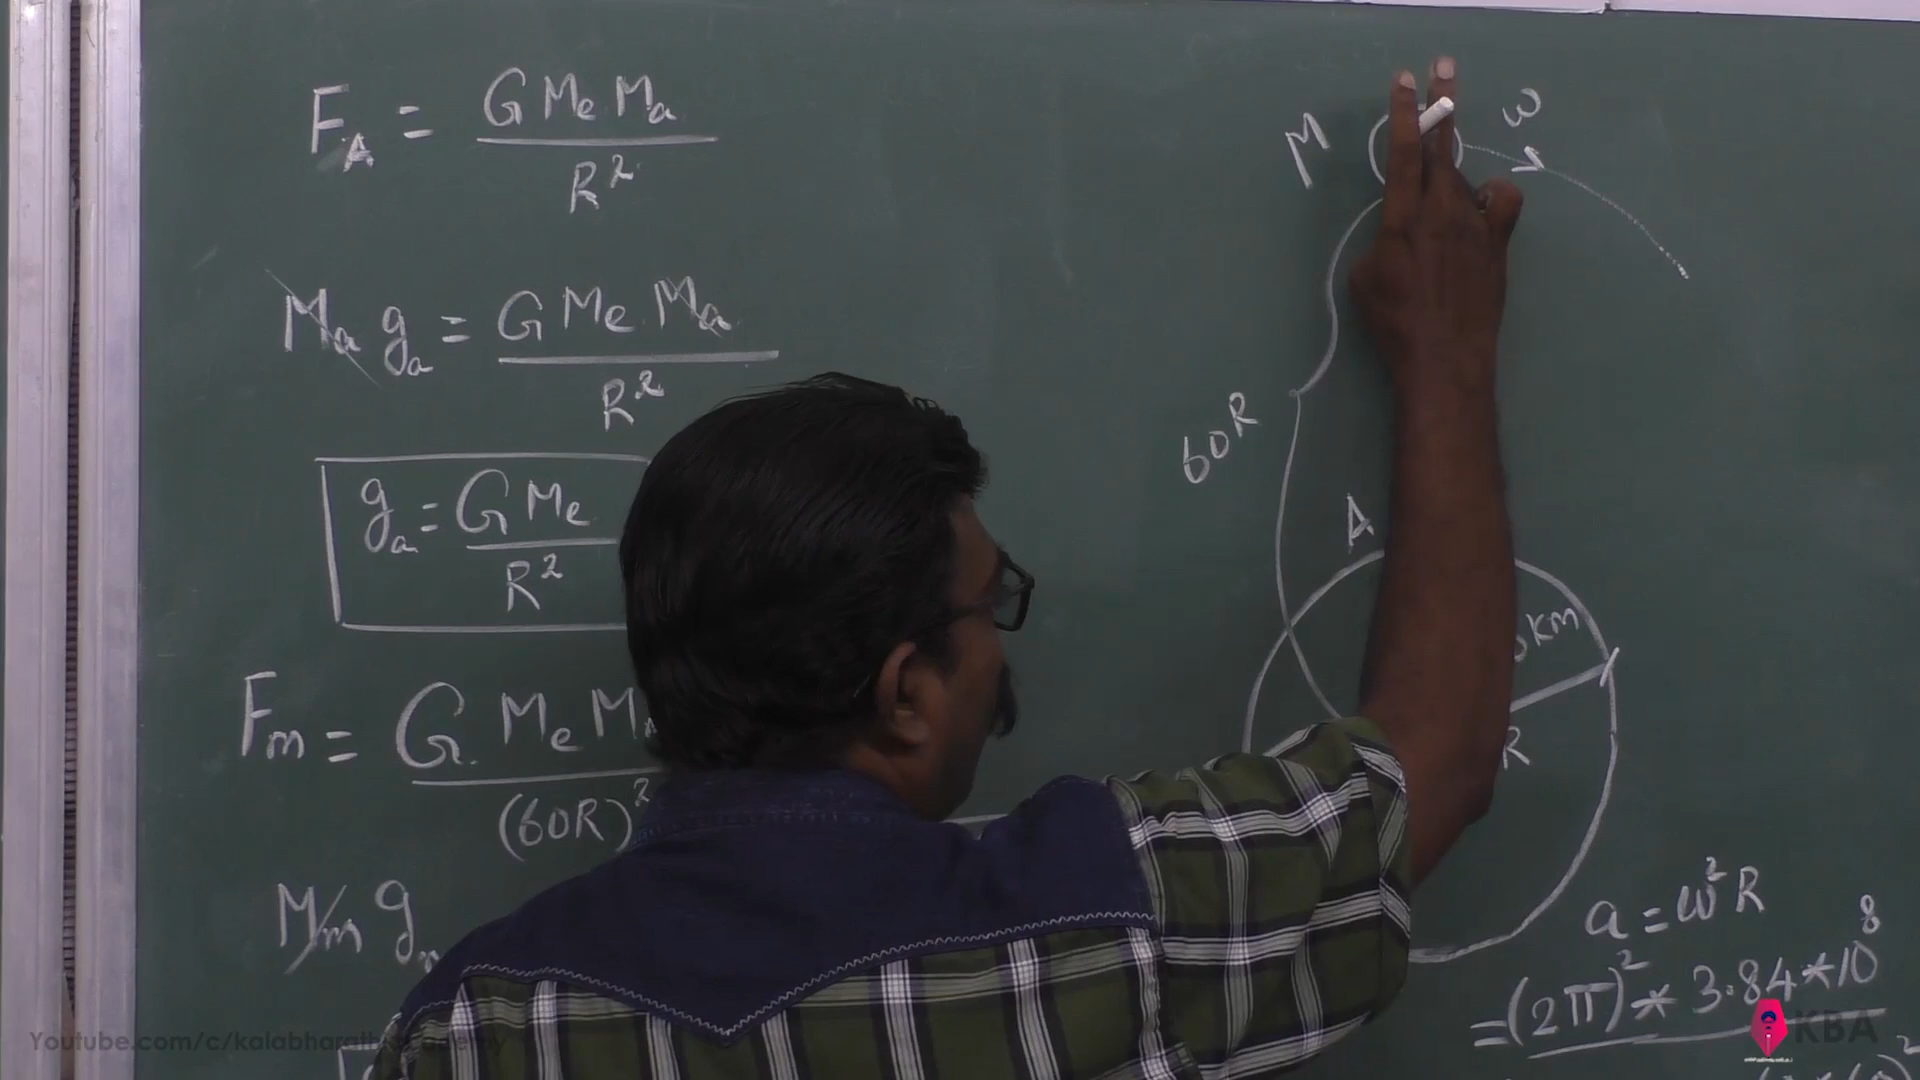 F_A = G Me Ma / R²
Ma g_a = G Me Ma / R²
g_a = G Me / R²
Fm = G Me M
(60R)²
Mm g
M
ω
60R
A
km
R
a = ω² R
= (2π)² * 3.84 * 10⁸
KBA
Youtube.com/c/kalabharathi